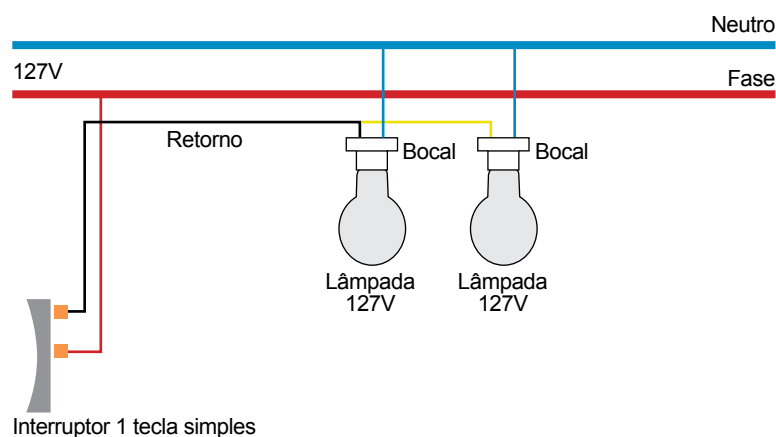 Neutro
127V
Fase
Retorno
Bocal
Bocal
Lâmpada
127V
Lâmpada
127V
Interruptor 1 tecla simples